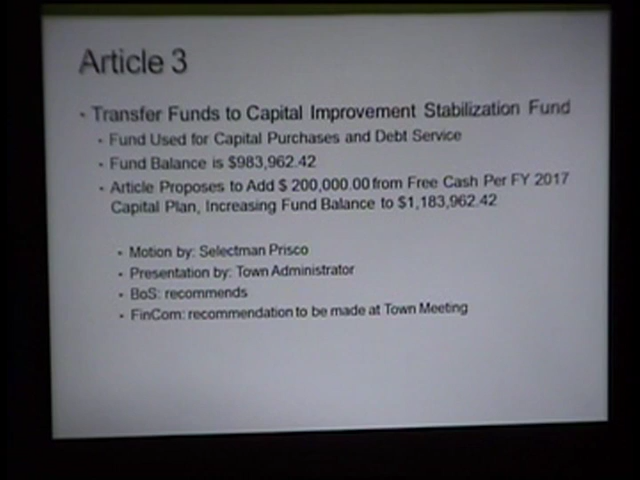 Article 3
• Transfer Funds to Capital Improvement Stabilization Fund
• Fund Used for Capital Purchases and Debt Service
• Fund Balance is $983,962.42
• Article Proposes to Add $ 200,000.00 from Free Cash Per FY 2017
Capital Plan, Increasing Fund Balance to $1,183,962.42
• Motion by: Selectman Prisco
• Presentation by: Town Administrator
• BoS: recommends
• FinCom: recommendation to be made at Town Meeting